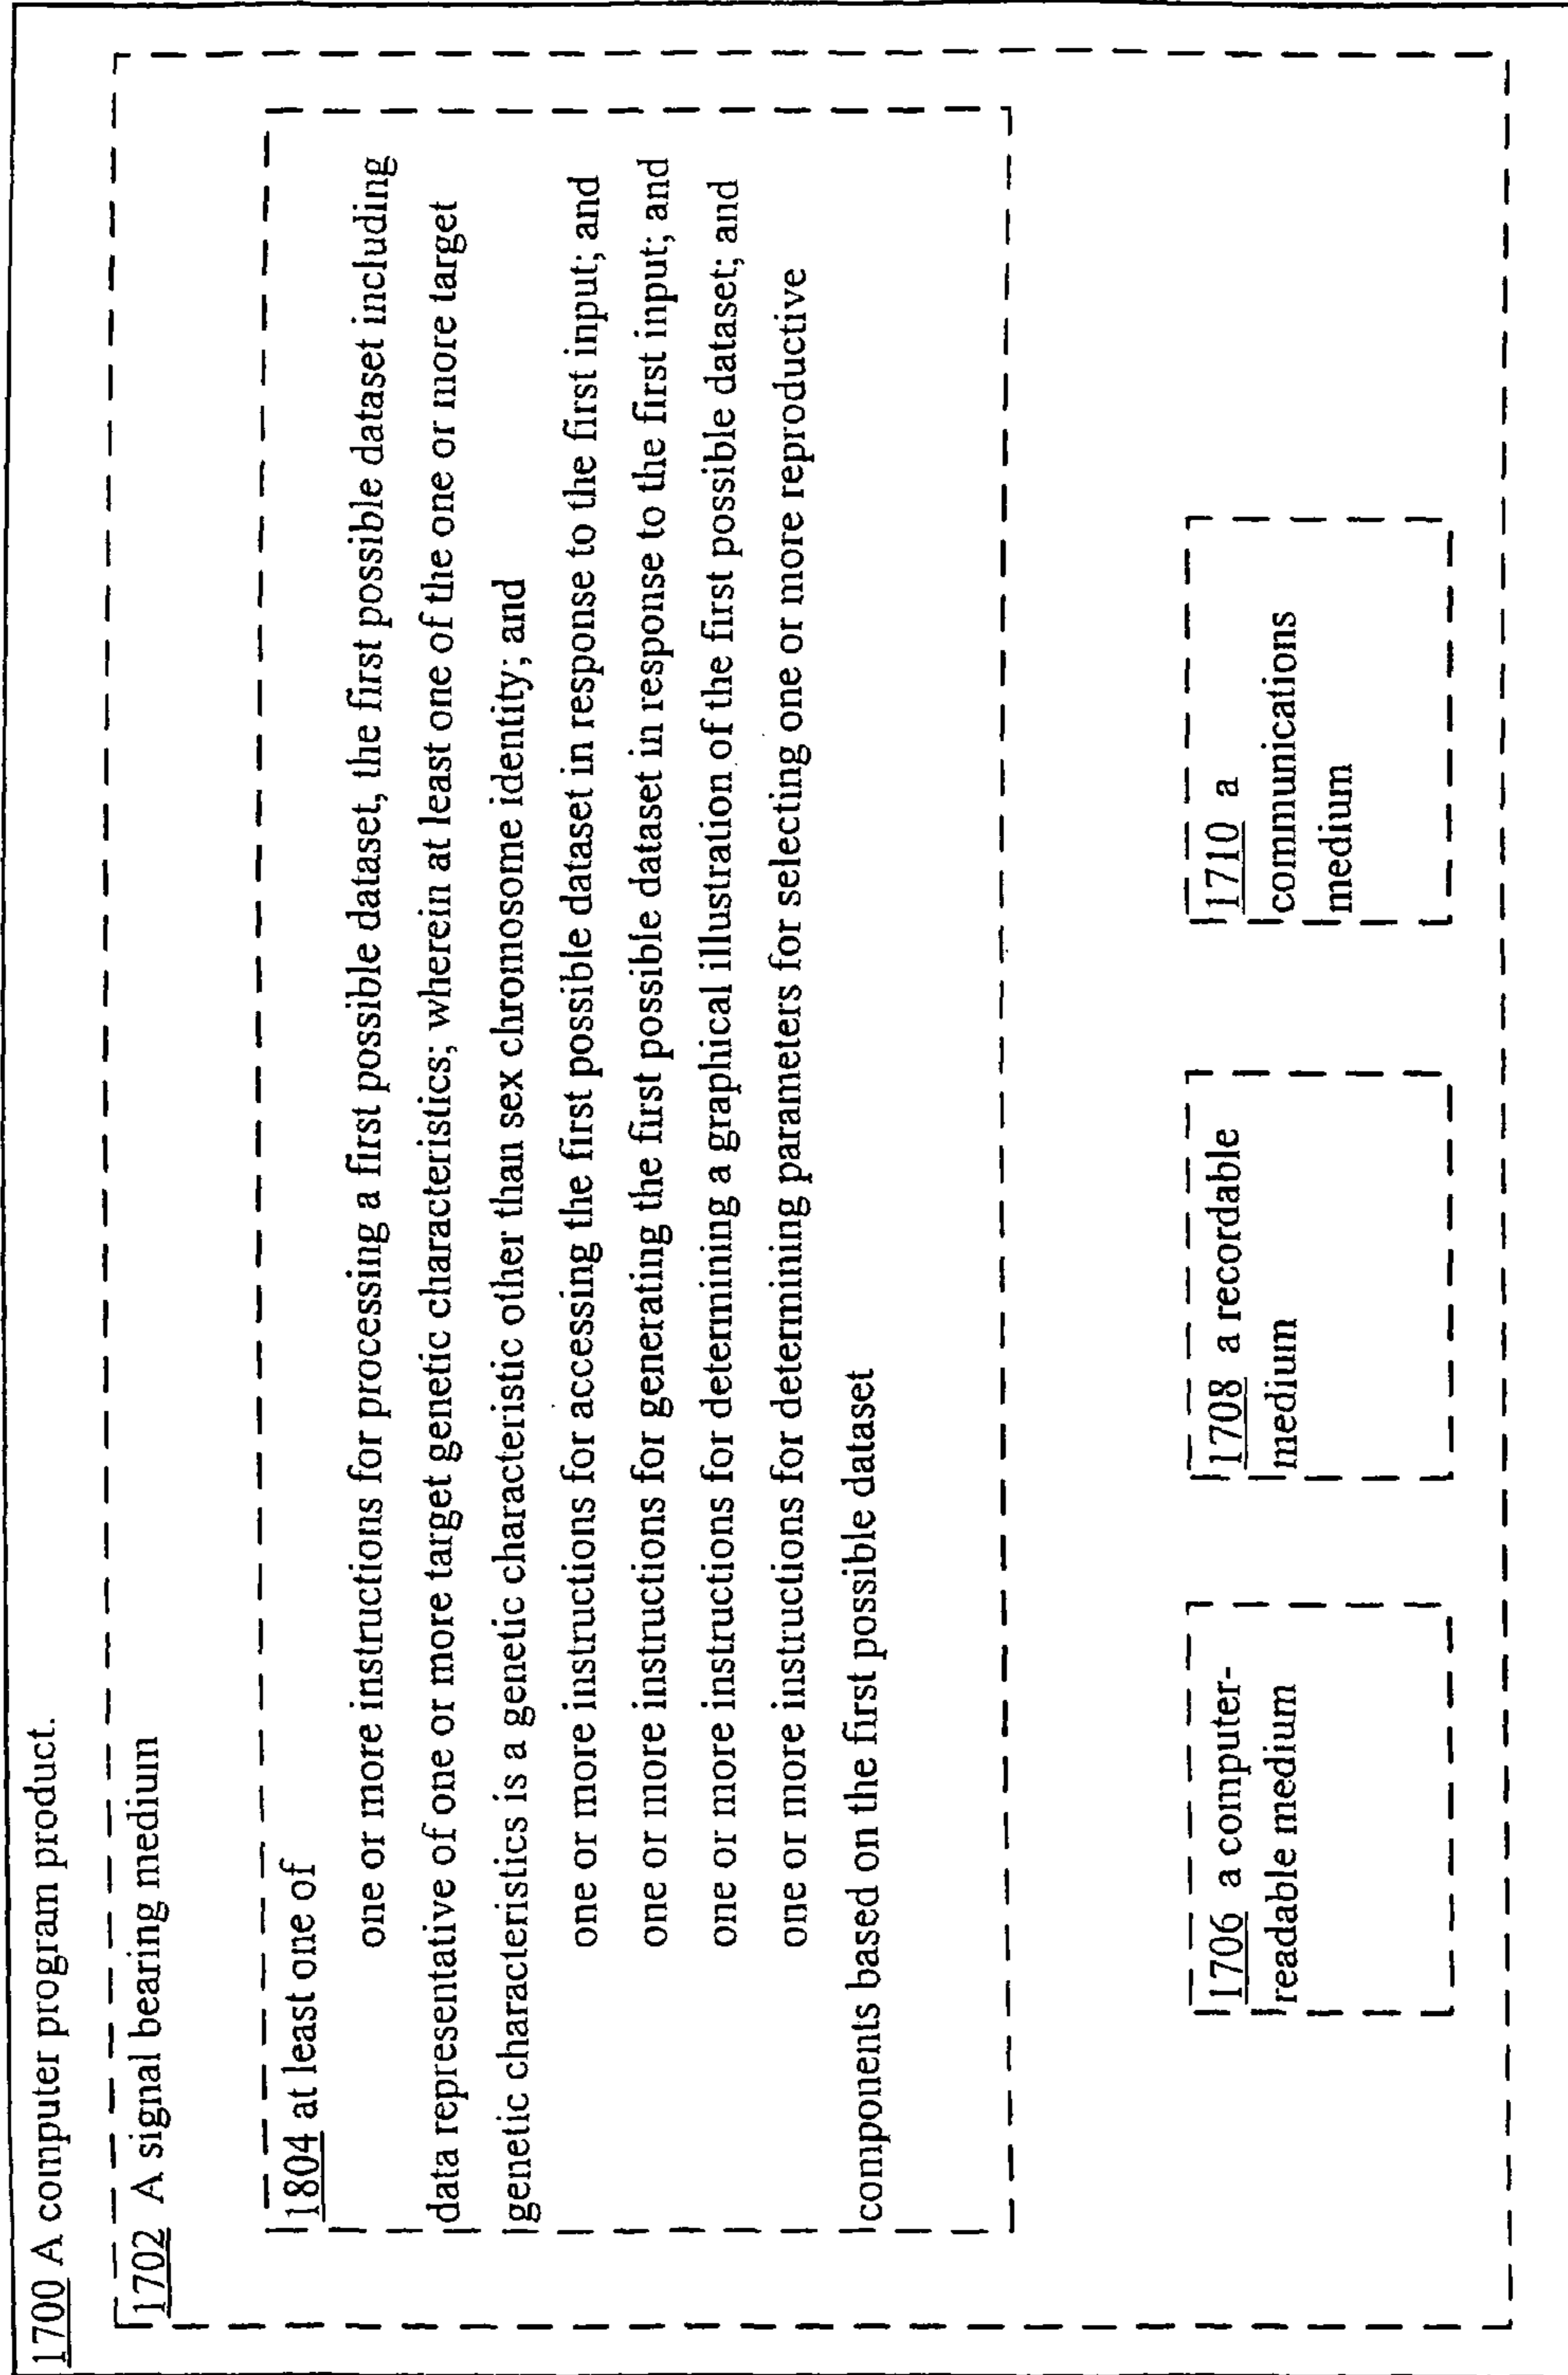 1700 A computer program product.
1702 A signal bearing medium
1804 at least one of
one or more instructions for processing a first possible dataset, the first possible dataset including
data representative of one or more target genetic characteristics; wherein at least one of the one or more target
genetic characteristics is a genetic characteristic other than sex chromosome identity; and
one or more instructions for accessing the first possible dataset in response to the first input; and
one or more instructions for generating the first possible dataset in response to the first input; and
one or more instructions for determining a graphical illustration of the first possible dataset; and
one or more instructions for determining parameters for selecting one or more reproductive
components based on the first possible dataset
1706 a computer-
readable medium
1708 a recordable
medium
1710 a
communications
medium